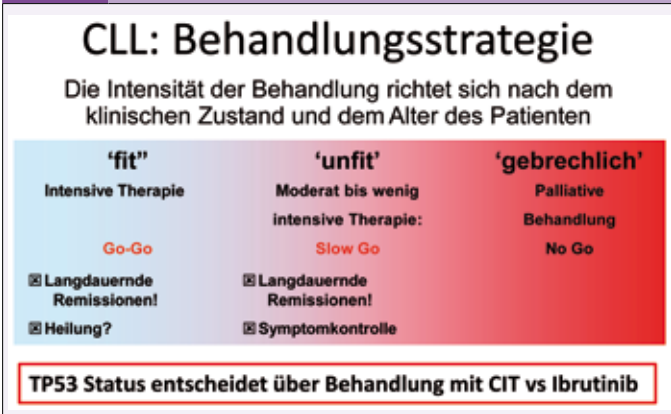 CLL: Behandlungsstrategie
Die Intensität der Behandlung richtet sich nach dem
klinischen Zustand und dem Alter des Patienten
‘fit”
Intensive Therapie
Go-Go
☒ Langdauernde
Remissionen!
☒ Heilung?
‘unfit’
Moderat bis wenig
intensive Therapie:
Slow Go
☒ Langdauernde
Remissionen!
☒ Symptomkontrolle
‘gebrechlich’
Palliative
Behandlung
No Go
TP53 Status entscheidet über Behandlung mit CIT vs Ibrutinib